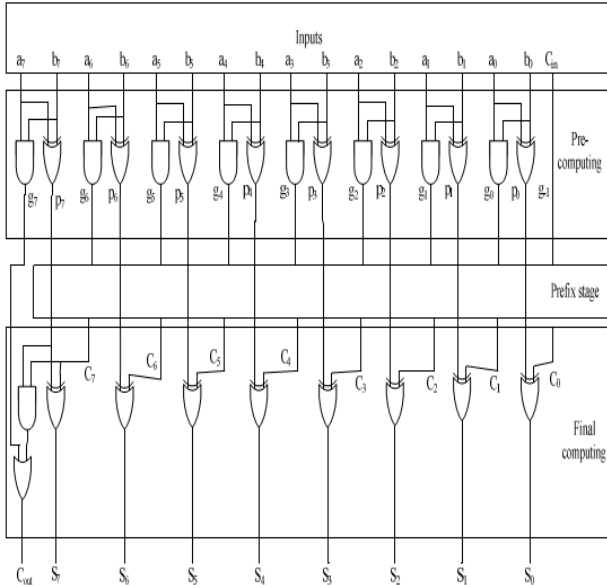 Inputs
a7 b7 a6 b6 a5 b5 a4 b4 a3 b3 a2 b2 a1 b1 a0 b0 Cin
Pre-
computing
g7 p7 g6 p6 g5 p5 g4 p4 g3 p3 g2 p2 g1 p1 g0 p0 g-1
Prefix stage
C7 C6 C5 C4 C3 C2 C1 C0
Final
computing
Cout S7 S6 S5 S4 S3 S2 S1 S0